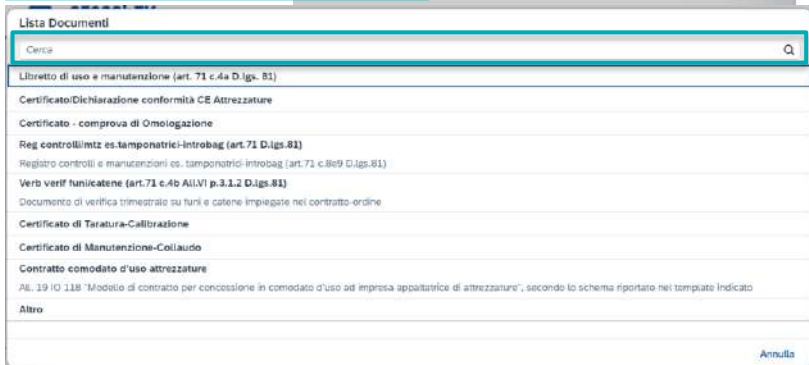 Lista Documenti
Cerca
Libretto di uso e manutenzione (art. 71 c.4a D.lgs. 81)
Certificato/Dichiarazione conformità CE Attrezzature
Certificato - comprova di Omologazione
Reg controlli/mtz es.tamponatrici-introbag (art.71 D.lgs.81)
Registro controlli e manutenzioni es. tamponatrici-introbag (art.71 c.8e9 D.lgs.81)
Verb verif funi/catene (art.71 c.4b All.VI p.3.1.2 D.lgs.81)
Documento di verifica trimestrale su funi e catene impiegate nel contratto-ordine
Certificato di Taratura-Calibrazione
Certificato di Manutenzione-Collaudo
Contratto comodato d'uso attrezzature
All. 19 IO 118 "Modello di contratto per concessione in comodato d'uso ad impresa appaltatrice di attrezzature", secondo lo schema riportato nel template indicato
Altro
Annulla